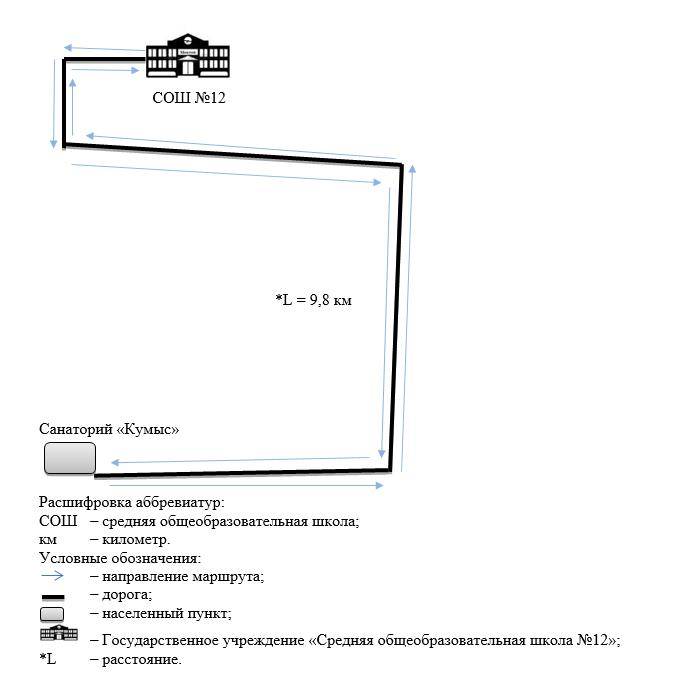 СОШ №12
*L = 9,8 км
Санаторий «Кумыс»
Расшифровка аббревиатур:
СОШ – средняя общеобразовательная школа;
км – километр.
Условные обозначения:
– направление маршрута;
– дорога;
– населенный пункт;
– Государственное учреждение «Средняя общеобразовательная школа №12»;
*L – расстояние.